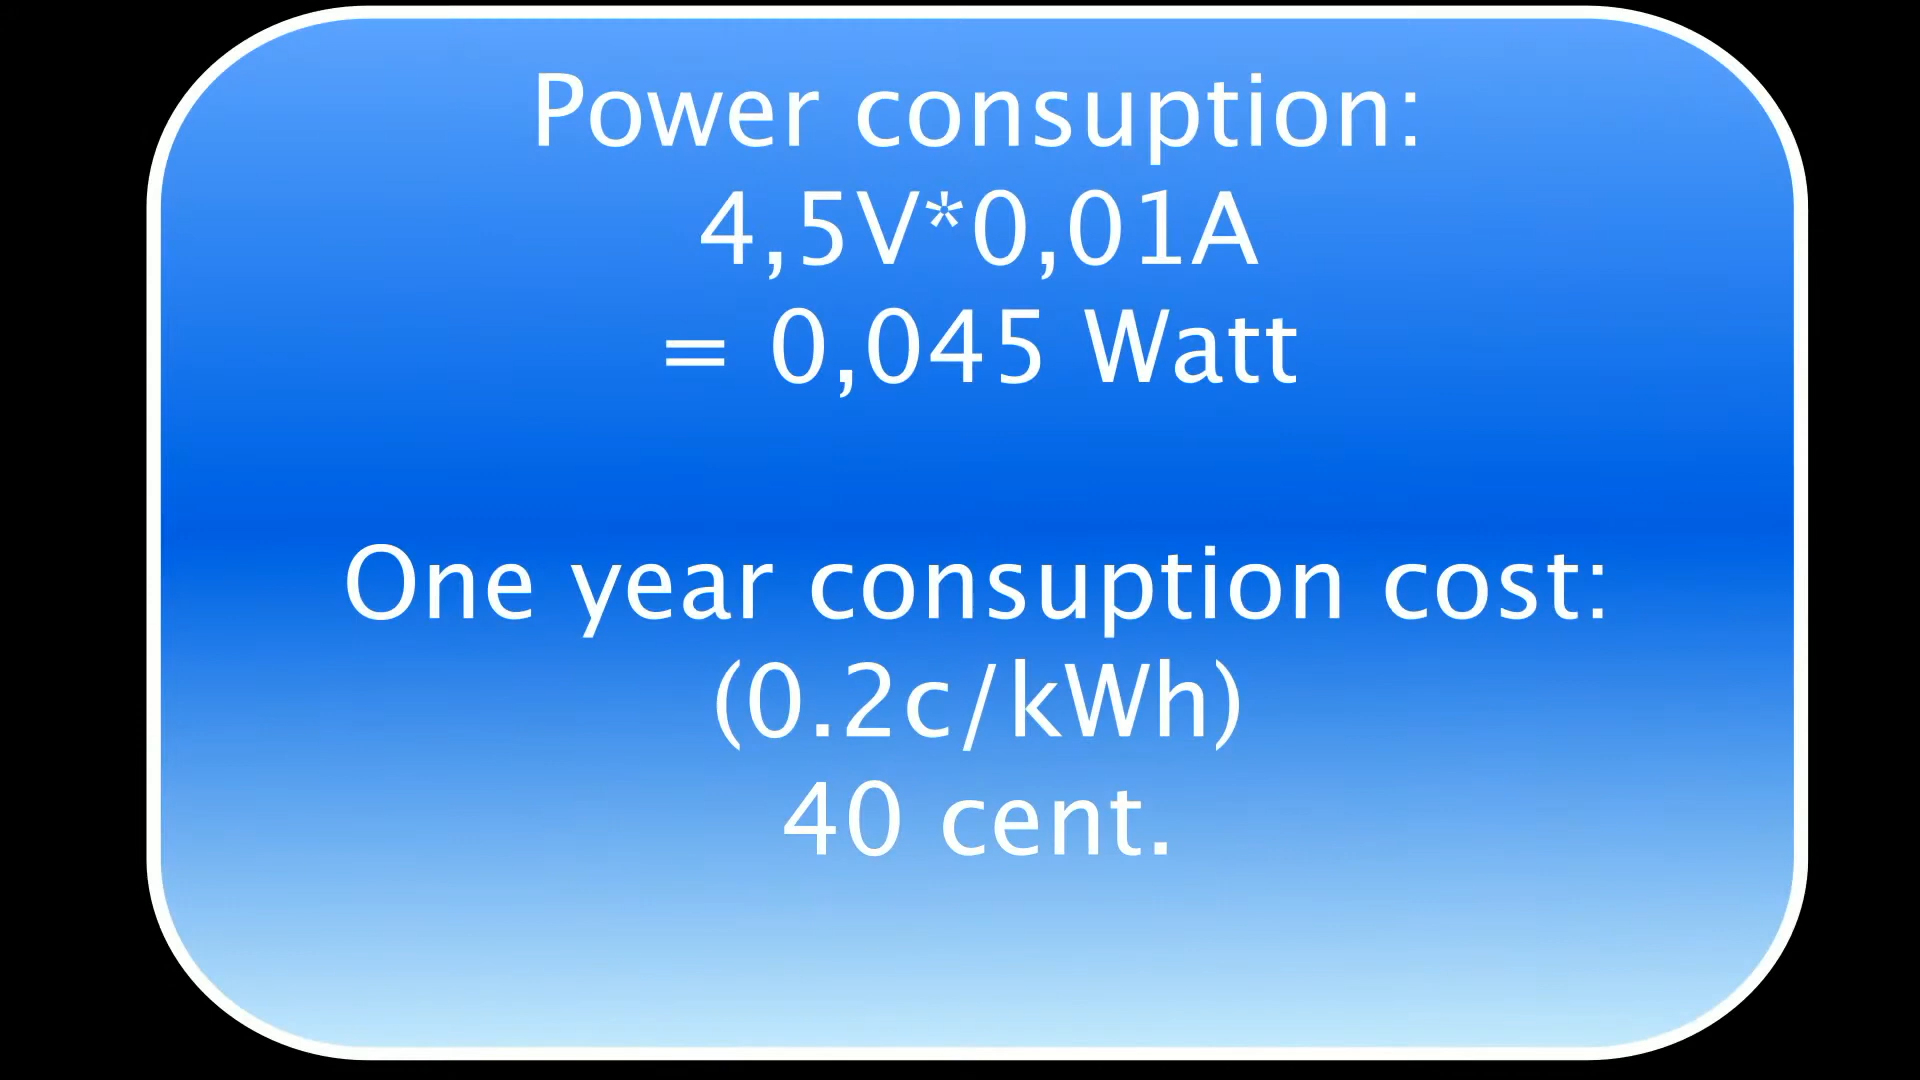 Power consuption:
4,5V*0,01A
= 0,045 Watt
One year consuption cost:
(0.2c/kWh)
40 cent.